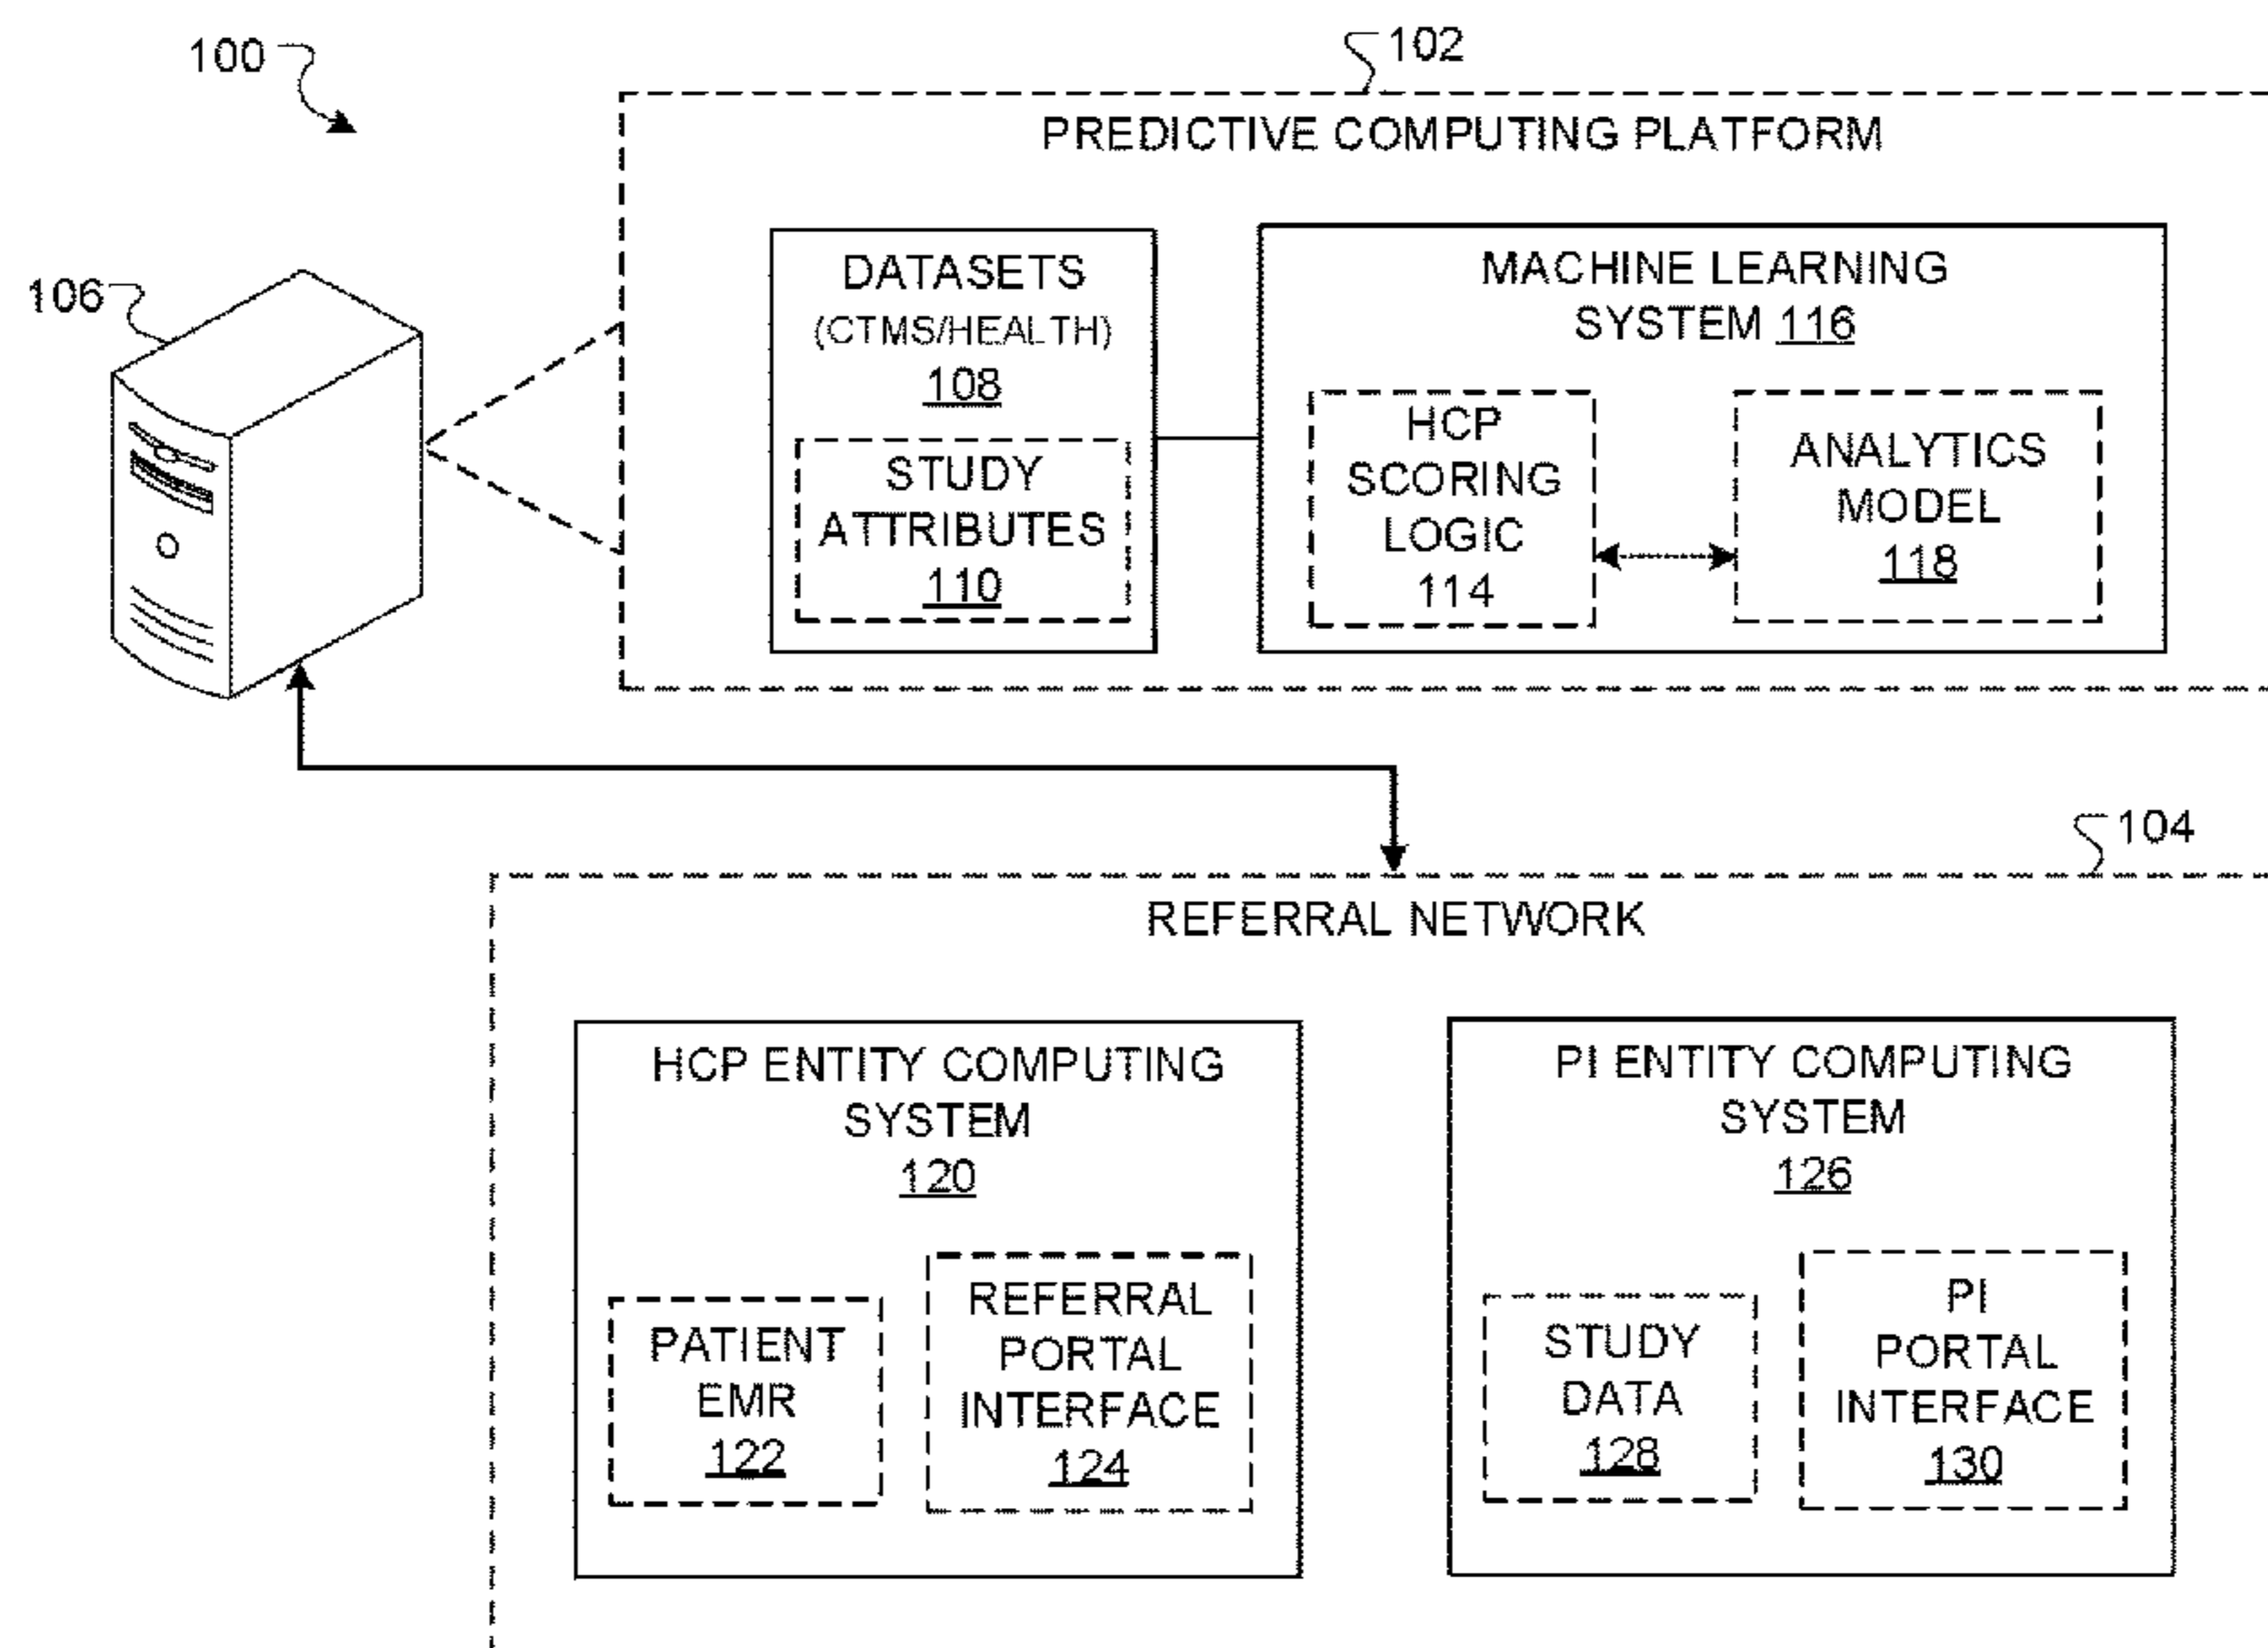 100
102
PREDICTIVE COMPUTING PLATFORM
106
DATASETS
(CTMS/HEALTH)
108
STUDY
ATTRIBUTES
110
MACHINE LEARNING
SYSTEM 116
HCP
SCORING
LOGIC
114
ANALYTICS
MODEL
118
104
REFERRAL NETWORK
HCP ENTITY COMPUTING
SYSTEM
120
PATIENT
EMR
122
REFERRAL
PORTAL
INTERFACE
124
PI ENTITY COMPUTING
SYSTEM
126
STUDY
DATA
128
PI
PORTAL
INTERFACE
130